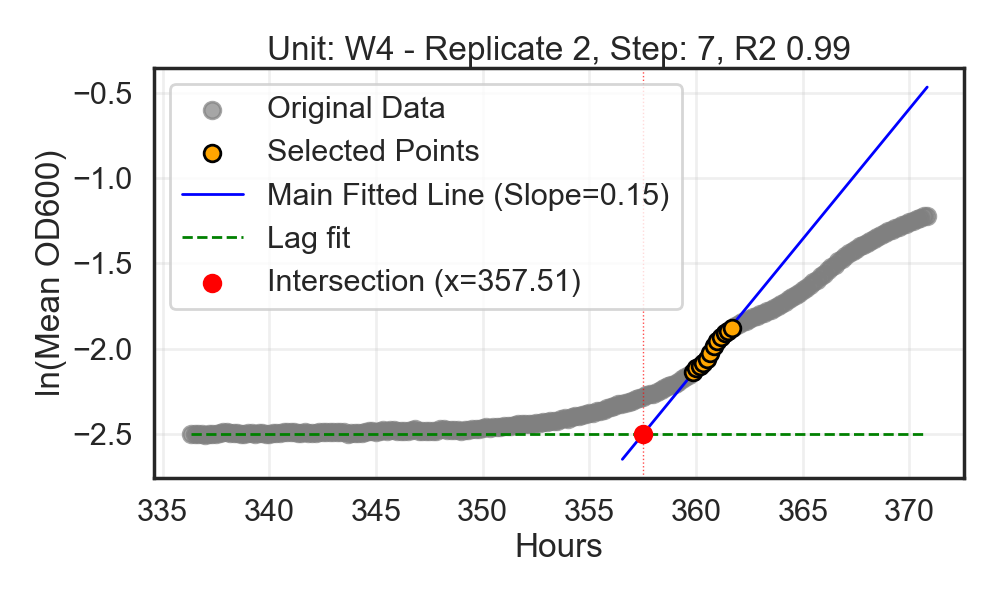 Unit: W4 - Replicate 2, Step: 7, R2 0.99
Original Data
Selected Points
Main Fitted Line (Slope=0.15)
Lag fit
Intersection (x=357.51)
ln(Mean OD600)
−0.5
−1.0
−1.5
−2.0
−2.5
335 340 345 350 355 360 365 370
Hours